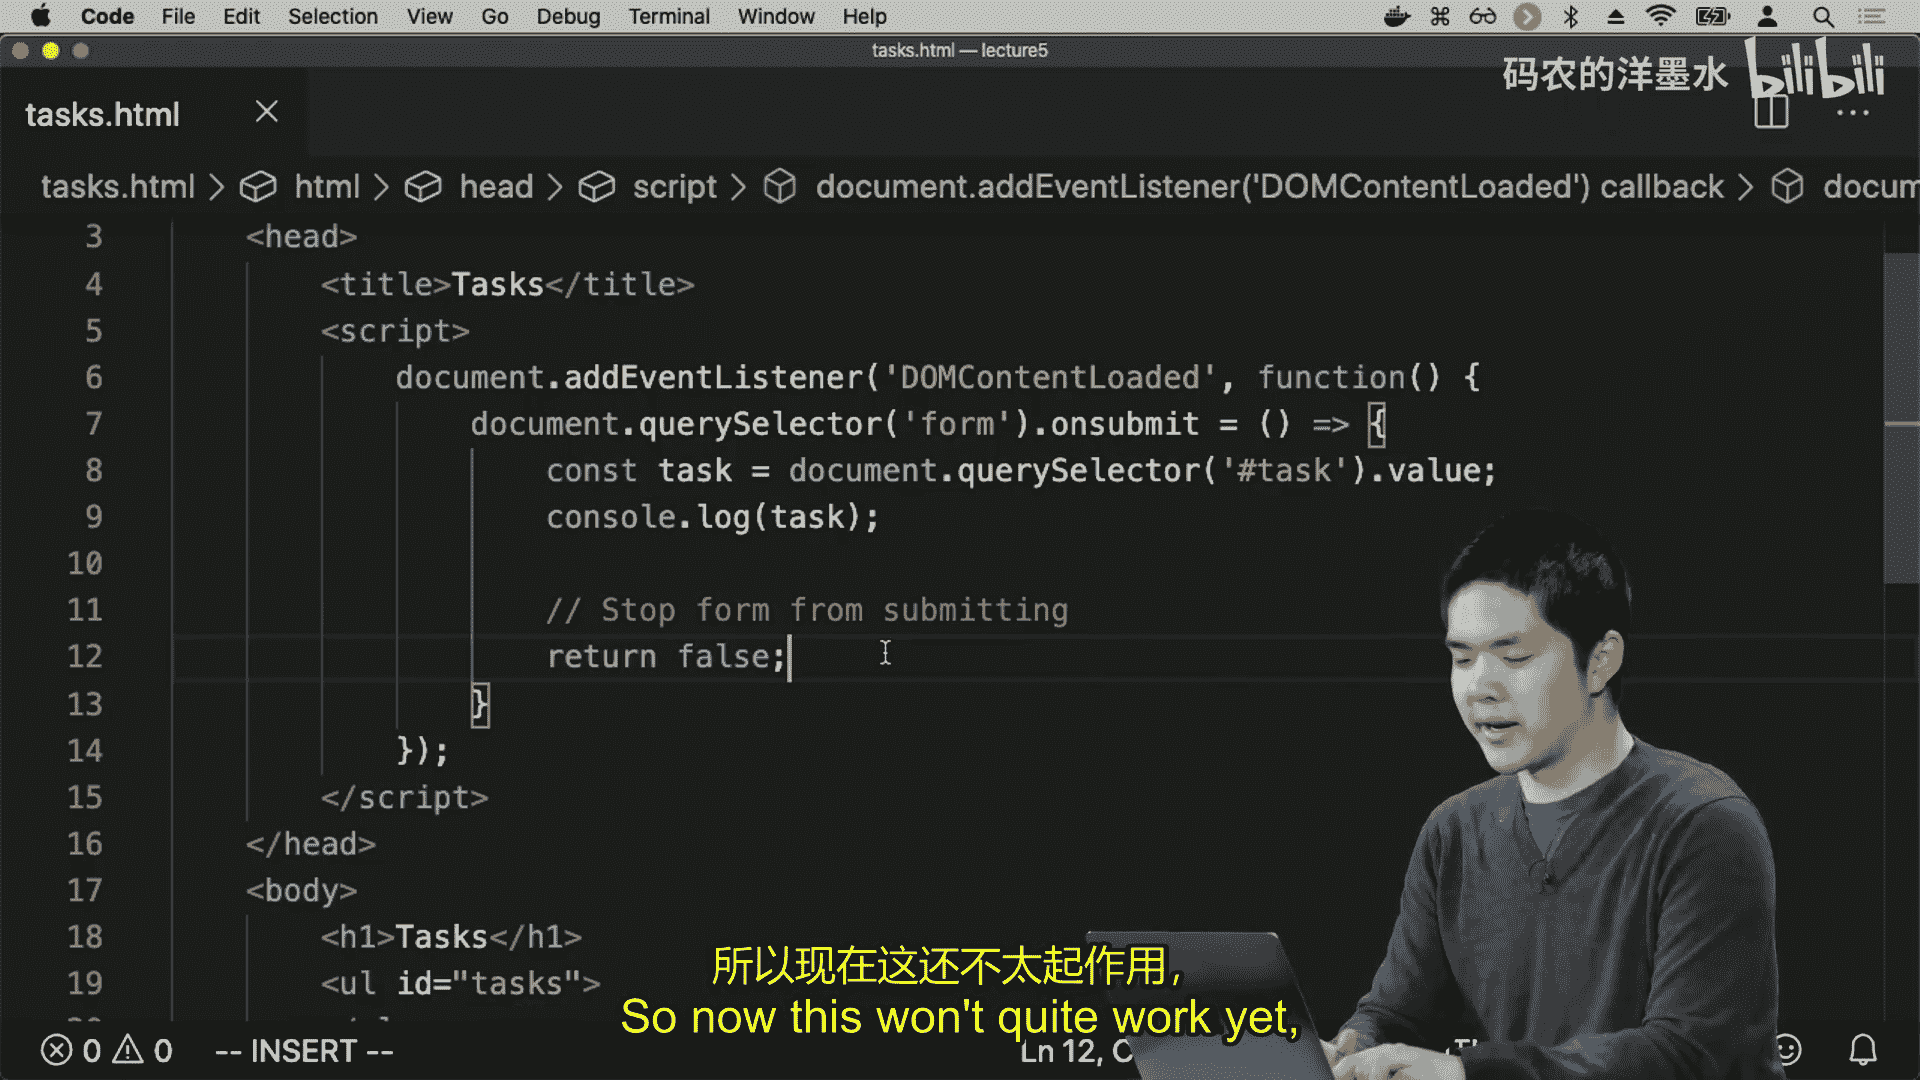 Code File Edit Selection View Go Debug Terminal Window Help
tasks.html — lecture5
码农的洋墨水 bilibili
tasks.html
tasks.html > html > head > script > document.addEventListener('DOMContentLoaded') callback > docum
3 <head>
4 <title>Tasks</title>
5 <script>
6 document.addEventListener('DOMContentLoaded', function() {
7 document.querySelector('form').onsubmit = () => {
8 const task = document.querySelector('#task').value;
9 console.log(task);
10
11 // Stop form from submitting
12 return false;
13 }
14 });
15 </script>
16 </head>
17 <body>
18 <h1>Tasks</h1>
19 <ul id="tasks">
所以现在这还不太起作用,
So now this won't quite work yet,
0 0 -- INSERT -- Ln 12, C